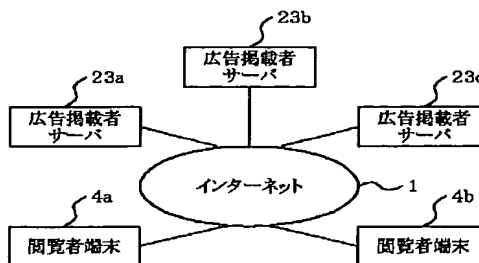 23b
広告掲載者
サーバ
23a
広告掲載者
サーバ
23c
広告掲載者
サーバ
インターネット
1
4a
閲覧者端末
4b
閲覧者端末